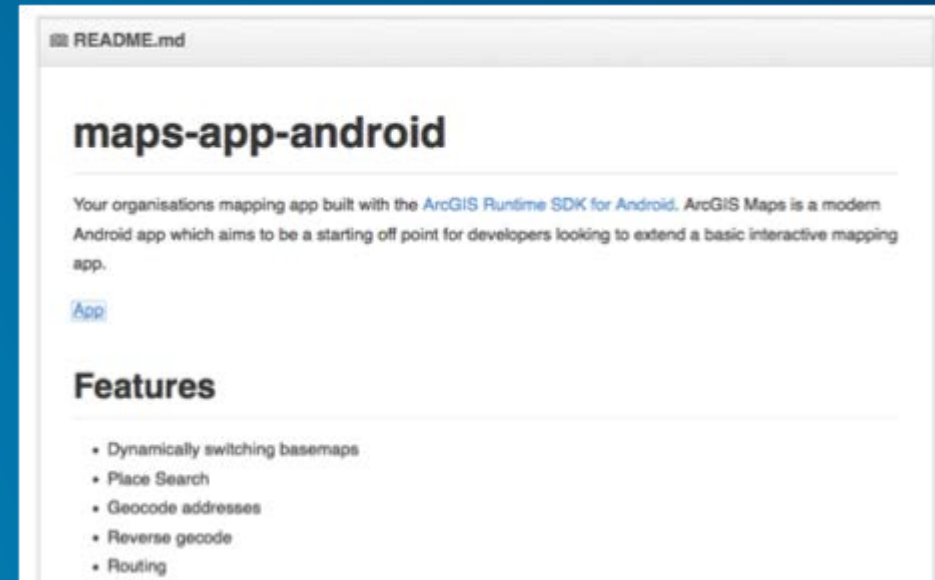 README.md
maps-app-android
Your organisations mapping app built with the ArcGIS Runtime SDK for Android. ArcGIS Maps is a modern
Android app which aims to be a starting off point for developers looking to extend a basic interactive mapping
app.
App
Features
• Dynamically switching basemaps
• Place Search
• Geocode addresses
• Reverse gecode
• Routing